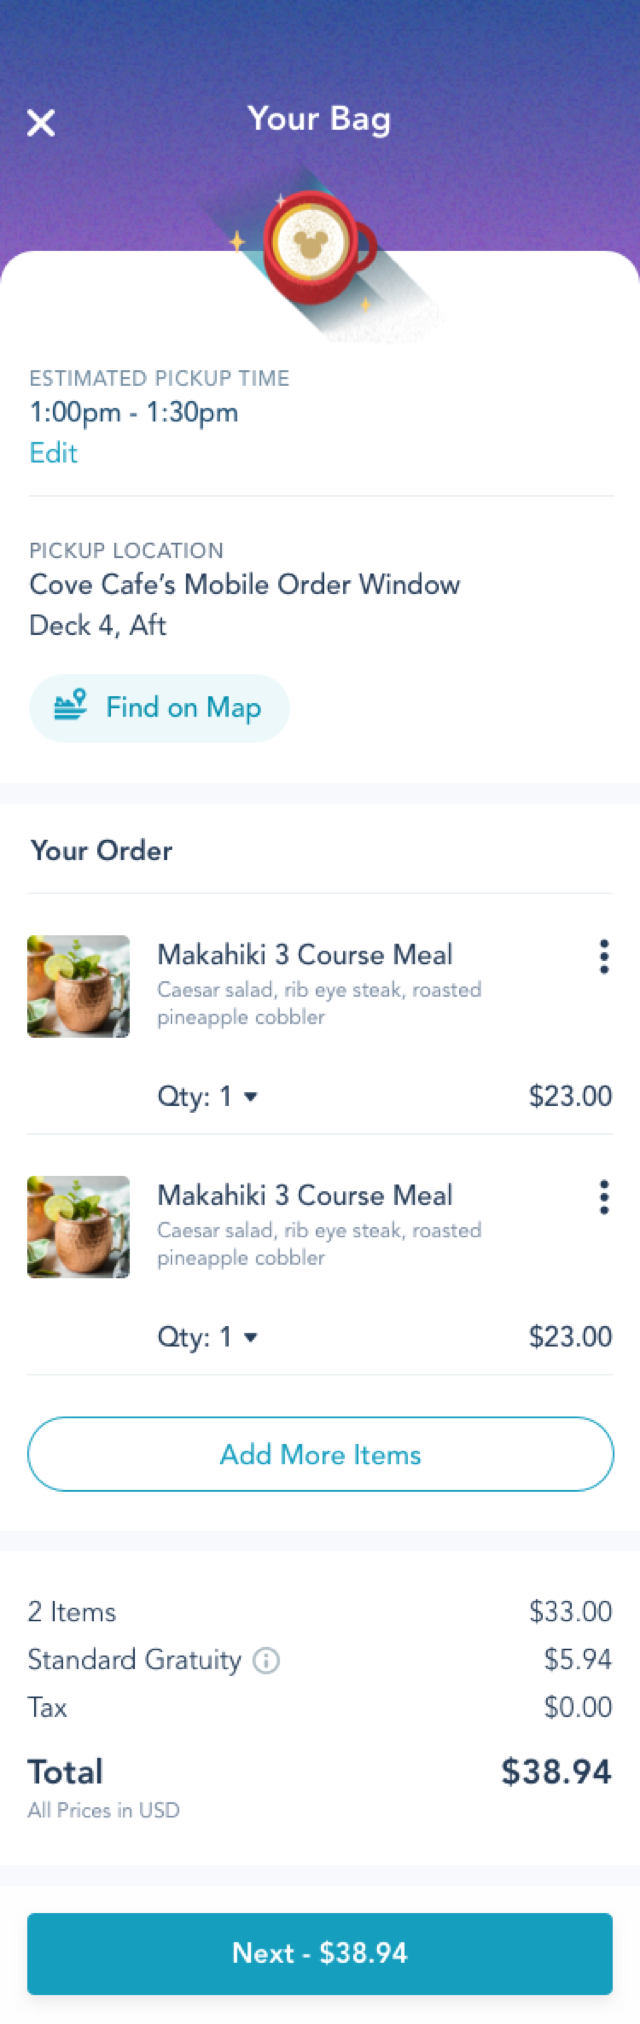 Your Bag
ESTIMATED PICKUP TIME
1:00pm - 1:30pm
Edit
PICKUP LOCATION
Cove Cafe’s Mobile Order Window
Deck 4, Aft
Find on Map
Your Order
Makahiki 3 Course Meal
Caesar salad, rib eye steak, roasted
pineapple cobbler
Qty: 1 $23.00
Makahiki 3 Course Meal
Caesar salad, rib eye steak, roasted
pineapple cobbler
Qty: 1 $23.00
Add More Items
2 Items $33.00
Standard Gratuity $5.94
Tax $0.00
Total $38.94
All Prices in USD
Next - $38.94